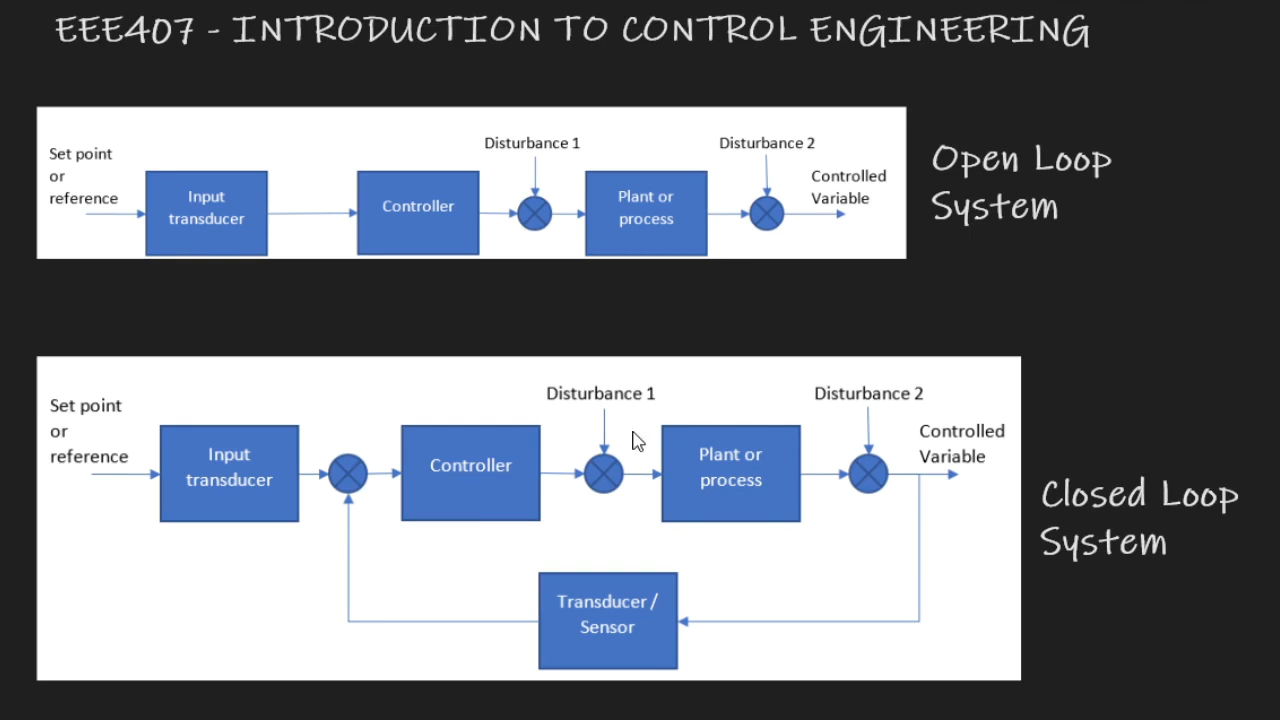 EEE407 - INTRODUCTION TO CONTROL ENGINEERING
Set point
or
reference
Input
transducer
Controller
Disturbance 1
Plant or
process
Disturbance 2
Controlled
Variable
Open Loop
System
Set point
or
reference
Input
transducer
Controller
Disturbance 1
Plant or
process
Disturbance 2
Controlled
Variable
Transducer /
Sensor
Closed Loop
System